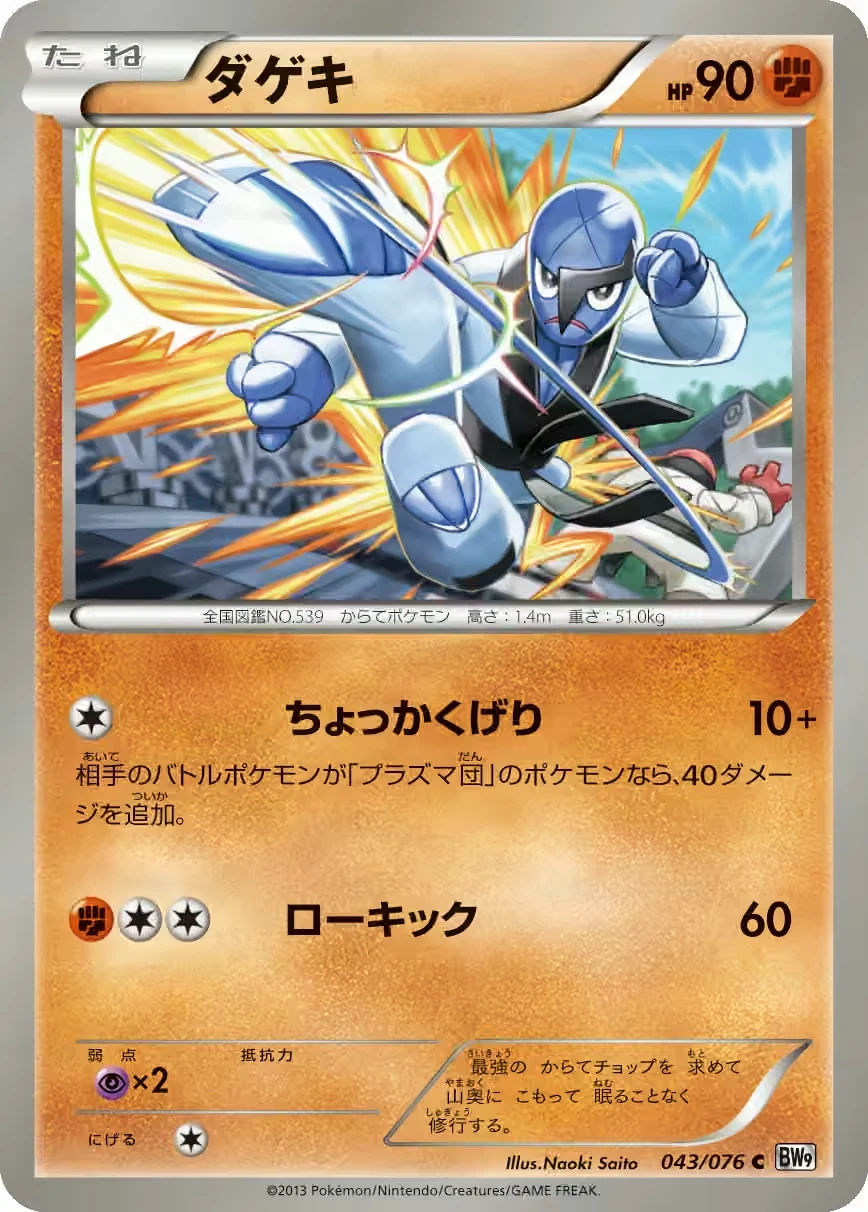 たね ダゲキ HP90
全国図鑑NO.539 からてポケモン 高さ:1.4m 重さ:51.0kg
ちょっかくげり 10+
相手のバトルポケモンが「プラズマ団」のポケモンなら、40ダメー
ジを追加。
ローキック 60
弱点 抵抗力
×2
にげる
最強の からてチョップを 求めて
山奥に こもって 眠ることなく
修行する。
Illus.Naoki Saito 043/076 C BW9
©2013 Pokémon/Nintendo/Creatures/GAME FREAK.